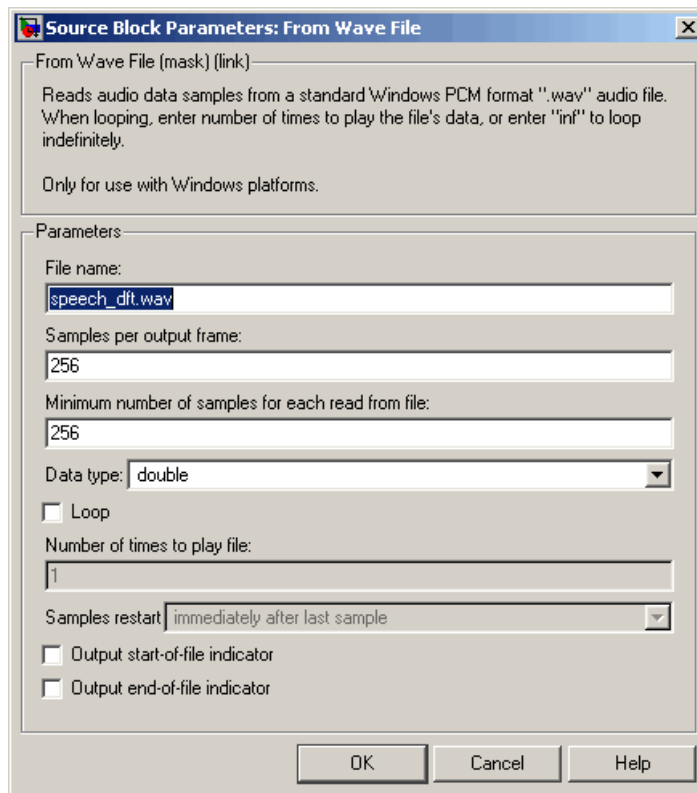 Source Block Parameters: From Wave File
From Wave File (mask) (link)
Reads audio data samples from a standard Windows PCM format ".wav" audio file.
When looping, enter number of times to play the file's data, or enter "inf" to loop
indefinitely.
Only for use with Windows platforms.
Parameters
File name:
speech_dft.wav
Samples per output frame:
256
Minimum number of samples for each read from file:
256
Data type: double
Loop
Number of times to play file:
1
Samples restart immediately after last sample
Output start-of-file indicator
Output end-of-file indicator
OK Cancel Help